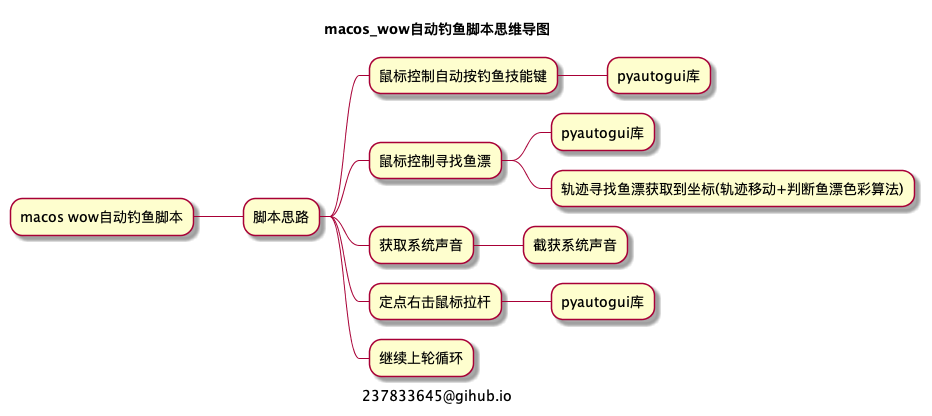 macos_wow自动钓鱼脚本思维导图
macos wow自动钓鱼脚本
脚本思路
鼠标控制自动按钓鱼技能键
pyautogui库
鼠标控制寻找鱼漂
pyautogui库
轨迹寻找鱼漂获取到坐标(轨迹移动+判断鱼漂色彩算法)
获取系统声音
截获系统声音
定点右击鼠标拉杆
pyautogui库
继续上轮循环
237833645@gihub.io